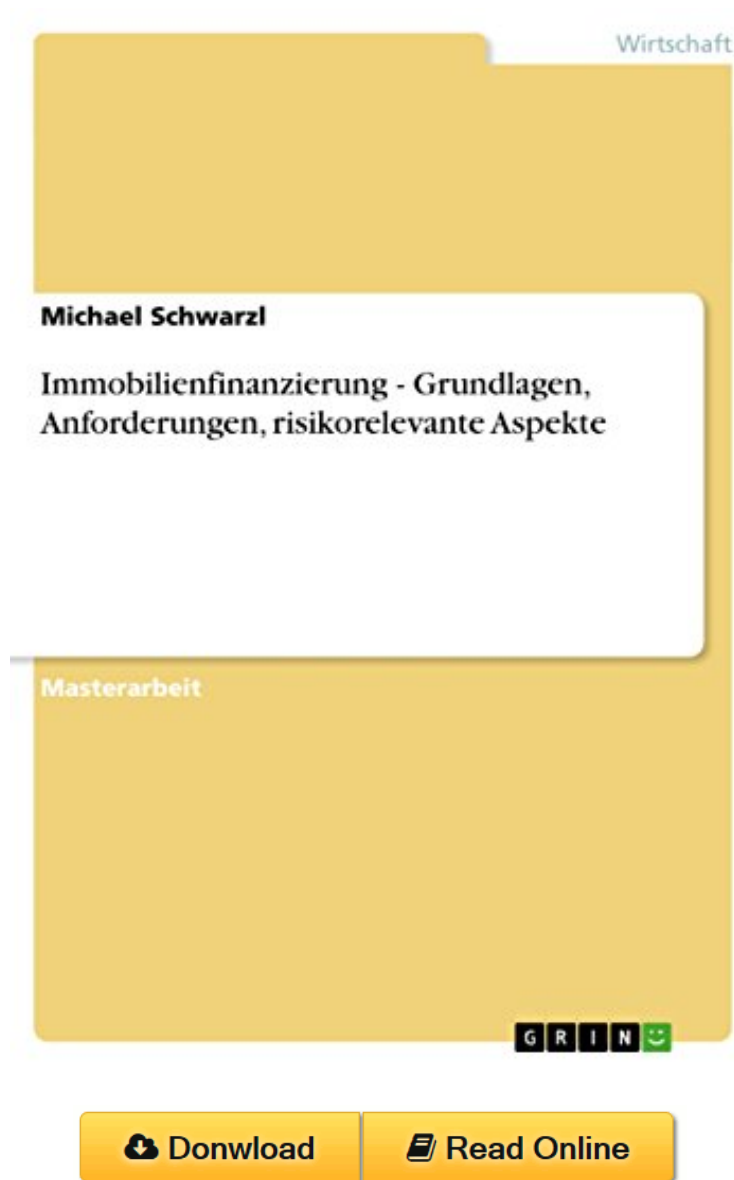 Wirtschaft
Michael Schwarzl
Immobilienfinanzierung - Grundlagen,
Anforderungen, risikorelevante Aspekte
Masterarbeit
GRIN
Donwload Read Online